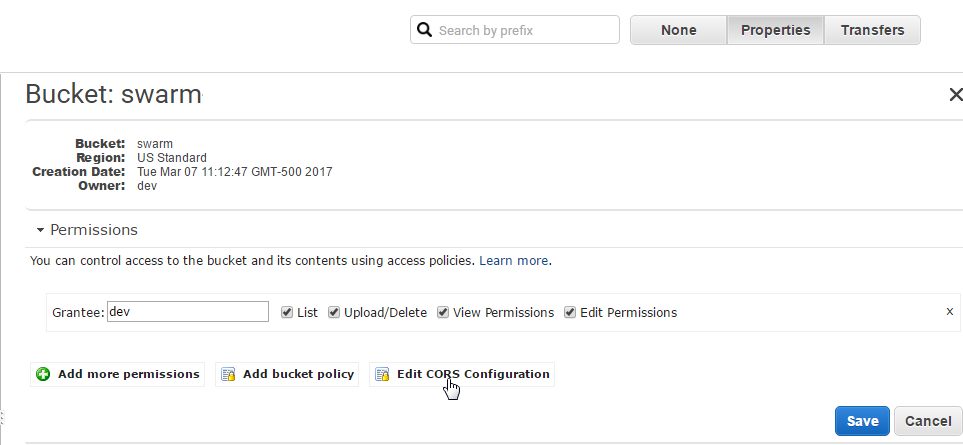 Search by prefix
None Properties Transfers
Bucket: swarm
Bucket: swarm
Region: US Standard
Creation Date: Tue Mar 07 11:12:47 GMT-500 2017
Owner: dev
Permissions
You can control access to the bucket and its contents using access policies. Learn more.
Grantee: dev List Upload/Delete View Permissions Edit Permissions x
Add more permissions Add bucket policy Edit CORS Configuration
Save Cancel